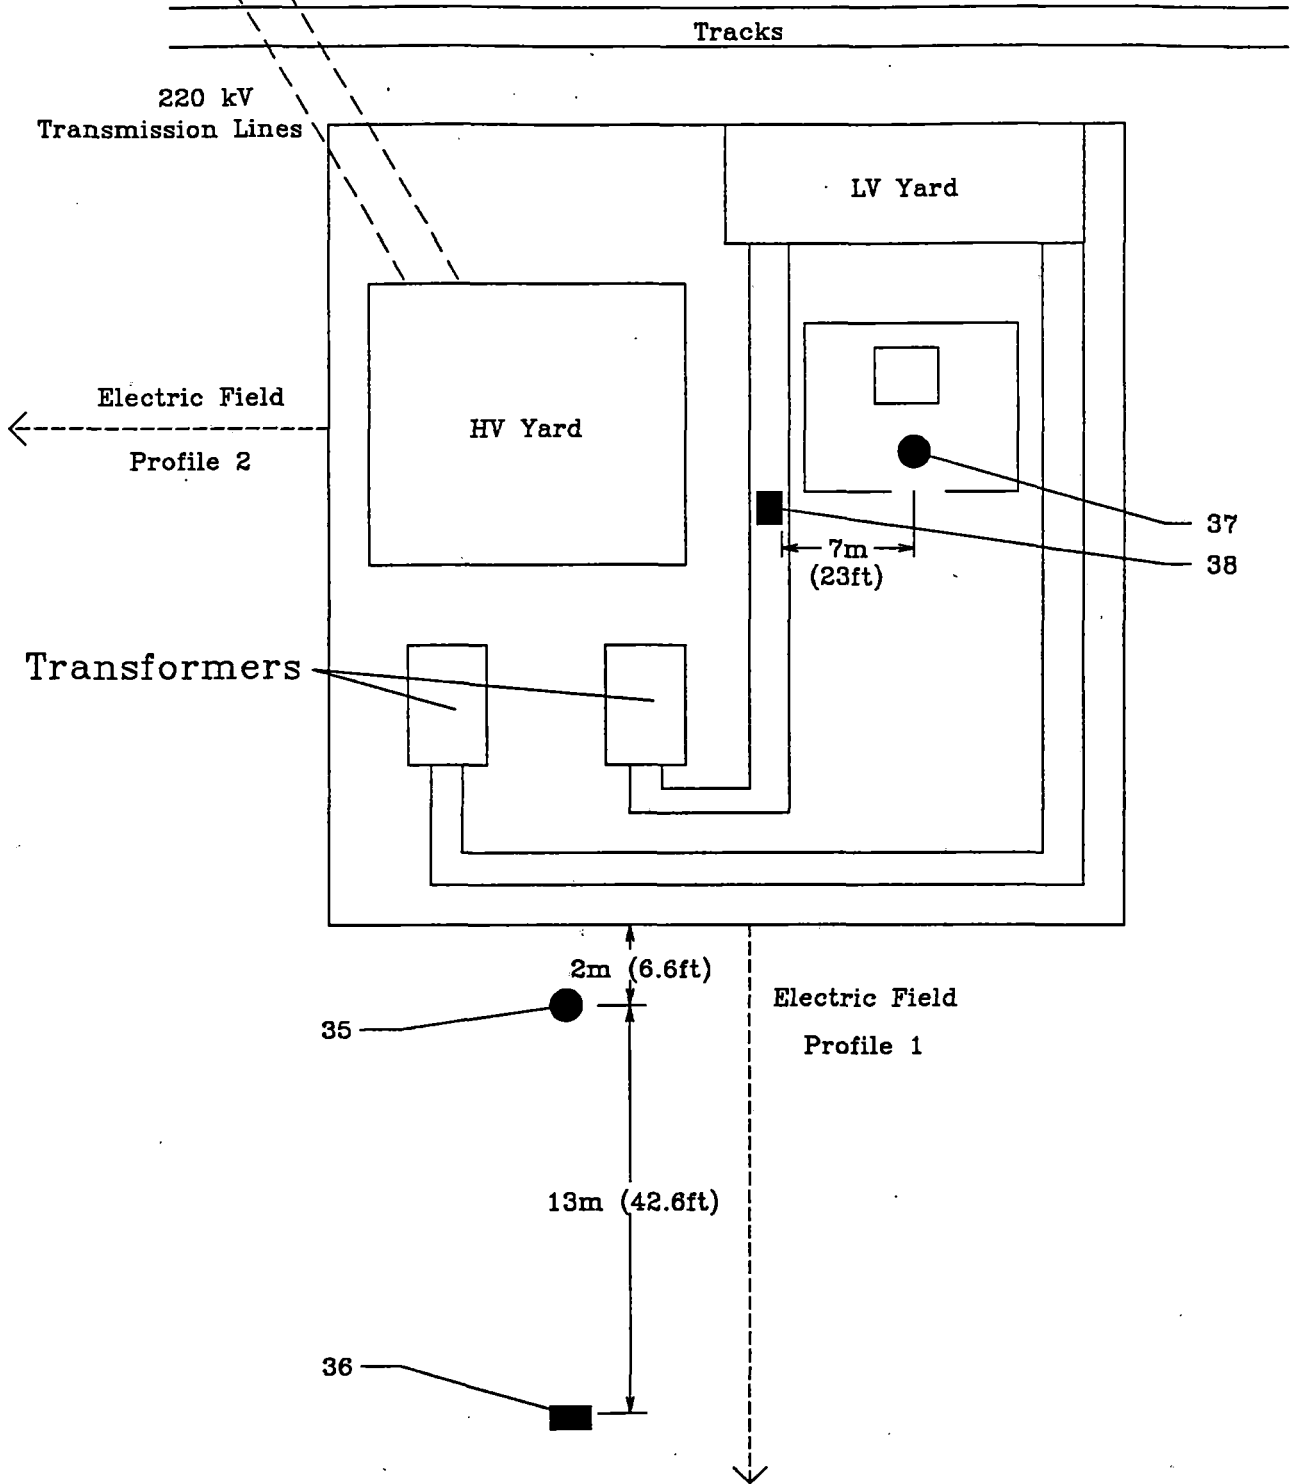 Tracks
220 kV
Transmission Lines
LV Yard
Electric Field
HV Yard
Profile 2
37
7m
38
(23ft)
Transformers
2m (6.6ft)
Electric Field
35
Profile 1
13m (42.6ft)
36